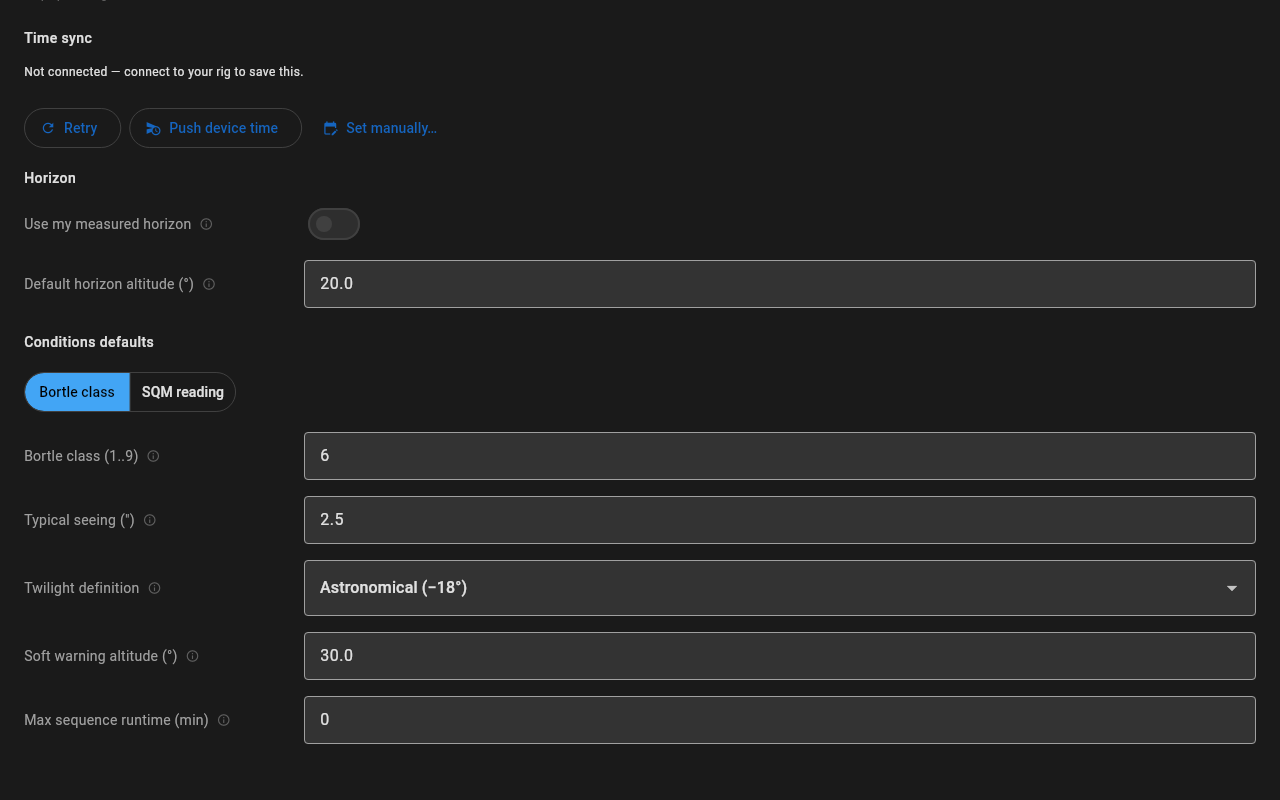 Time sync
Not connected — connect to your rig to save this.
Retry
Push device time
Set manually…
Horizon
Use my measured horizon
Default horizon altitude (°)
20.0
Conditions defaults
Bortle class
SQM reading
Bortle class (1..9)
6
Typical seeing (")
2.5
Twilight definition
Astronomical (−18°)
Soft warning altitude (°)
30.0
Max sequence runtime (min)
0